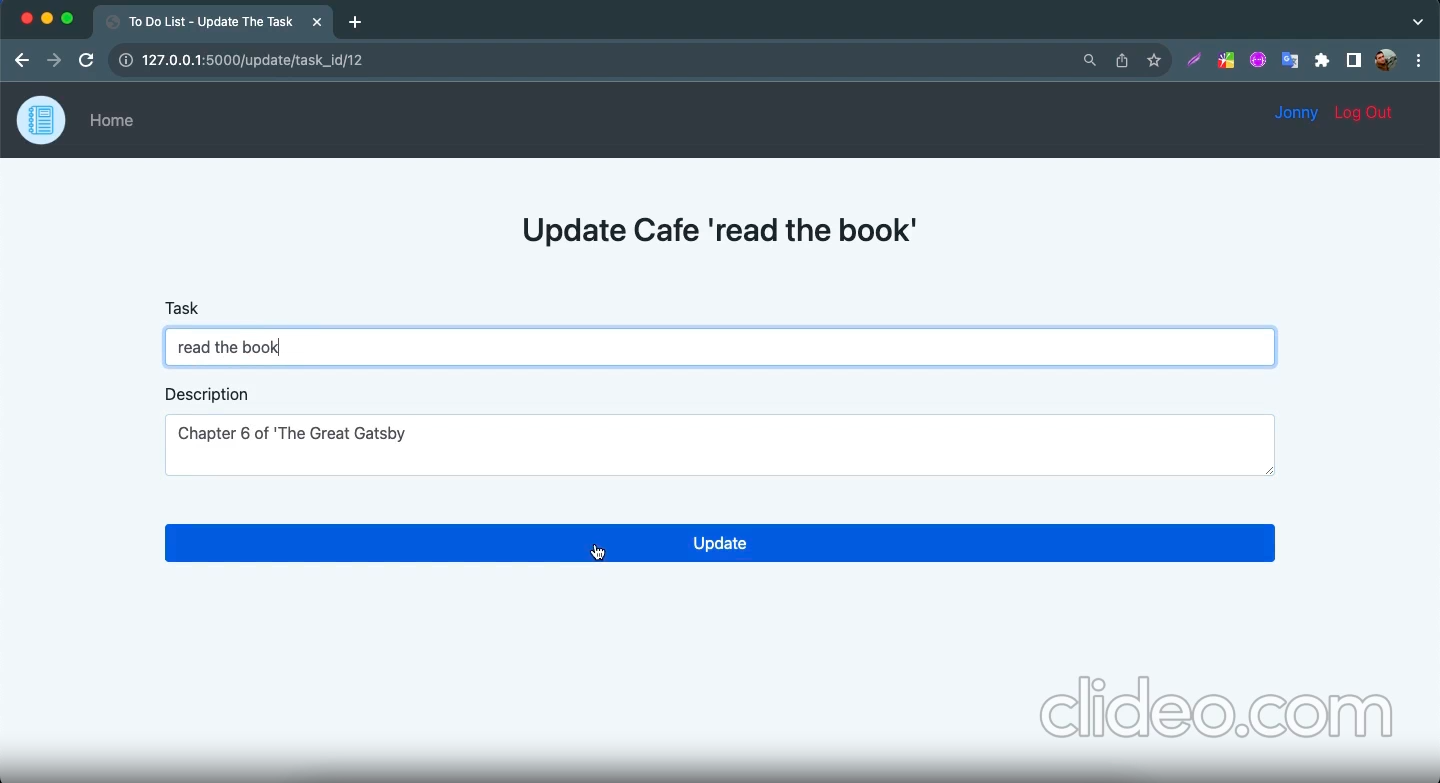 To Do List - Update The Task
127.0.0.1:5000/update/task_id/12
Home
Jonny Log Out
Update Cafe 'read the book'
Task
read the book
Description
Chapter 6 of 'The Great Gatsby
Update
clideo.com